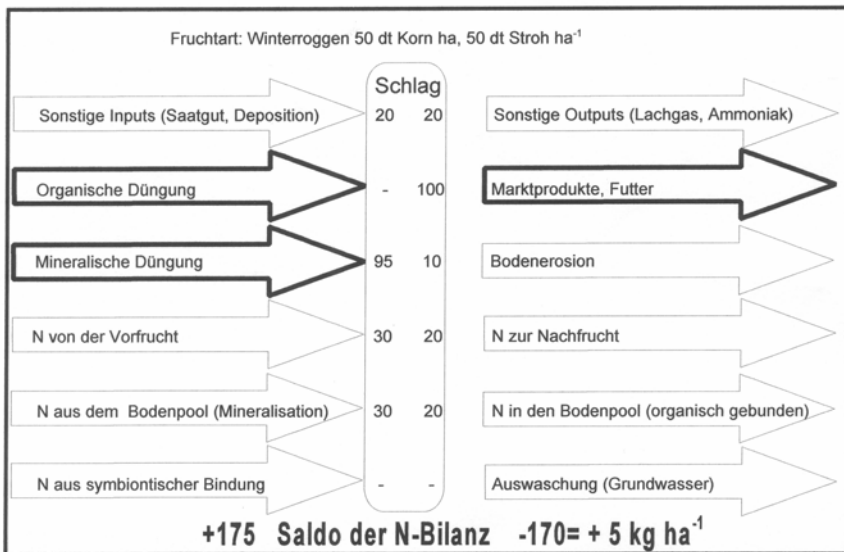 Fruchtart: Winterroggen 50 dt Korn ha, 50 dt Stroh ha⁻¹
Schlag
Sonstige Inputs (Saatgut, Deposition) 20 20 Sonstige Outputs (Lachgas, Ammoniak)
Organische Düngung - 100 Marktprodukte, Futter
Mineralische Düngung 95 10 Bodenerosion
N von der Vorfrucht 30 20 N zur Nachfrucht
N aus dem Bodenpool (Mineralisation) 30 20 N in den Bodenpool (organisch gebunden)
N aus symbiontischer Bindung - - Auswaschung (Grundwasser)
+175 Saldo der N-Bilanz -170= + 5 kg ha⁻¹